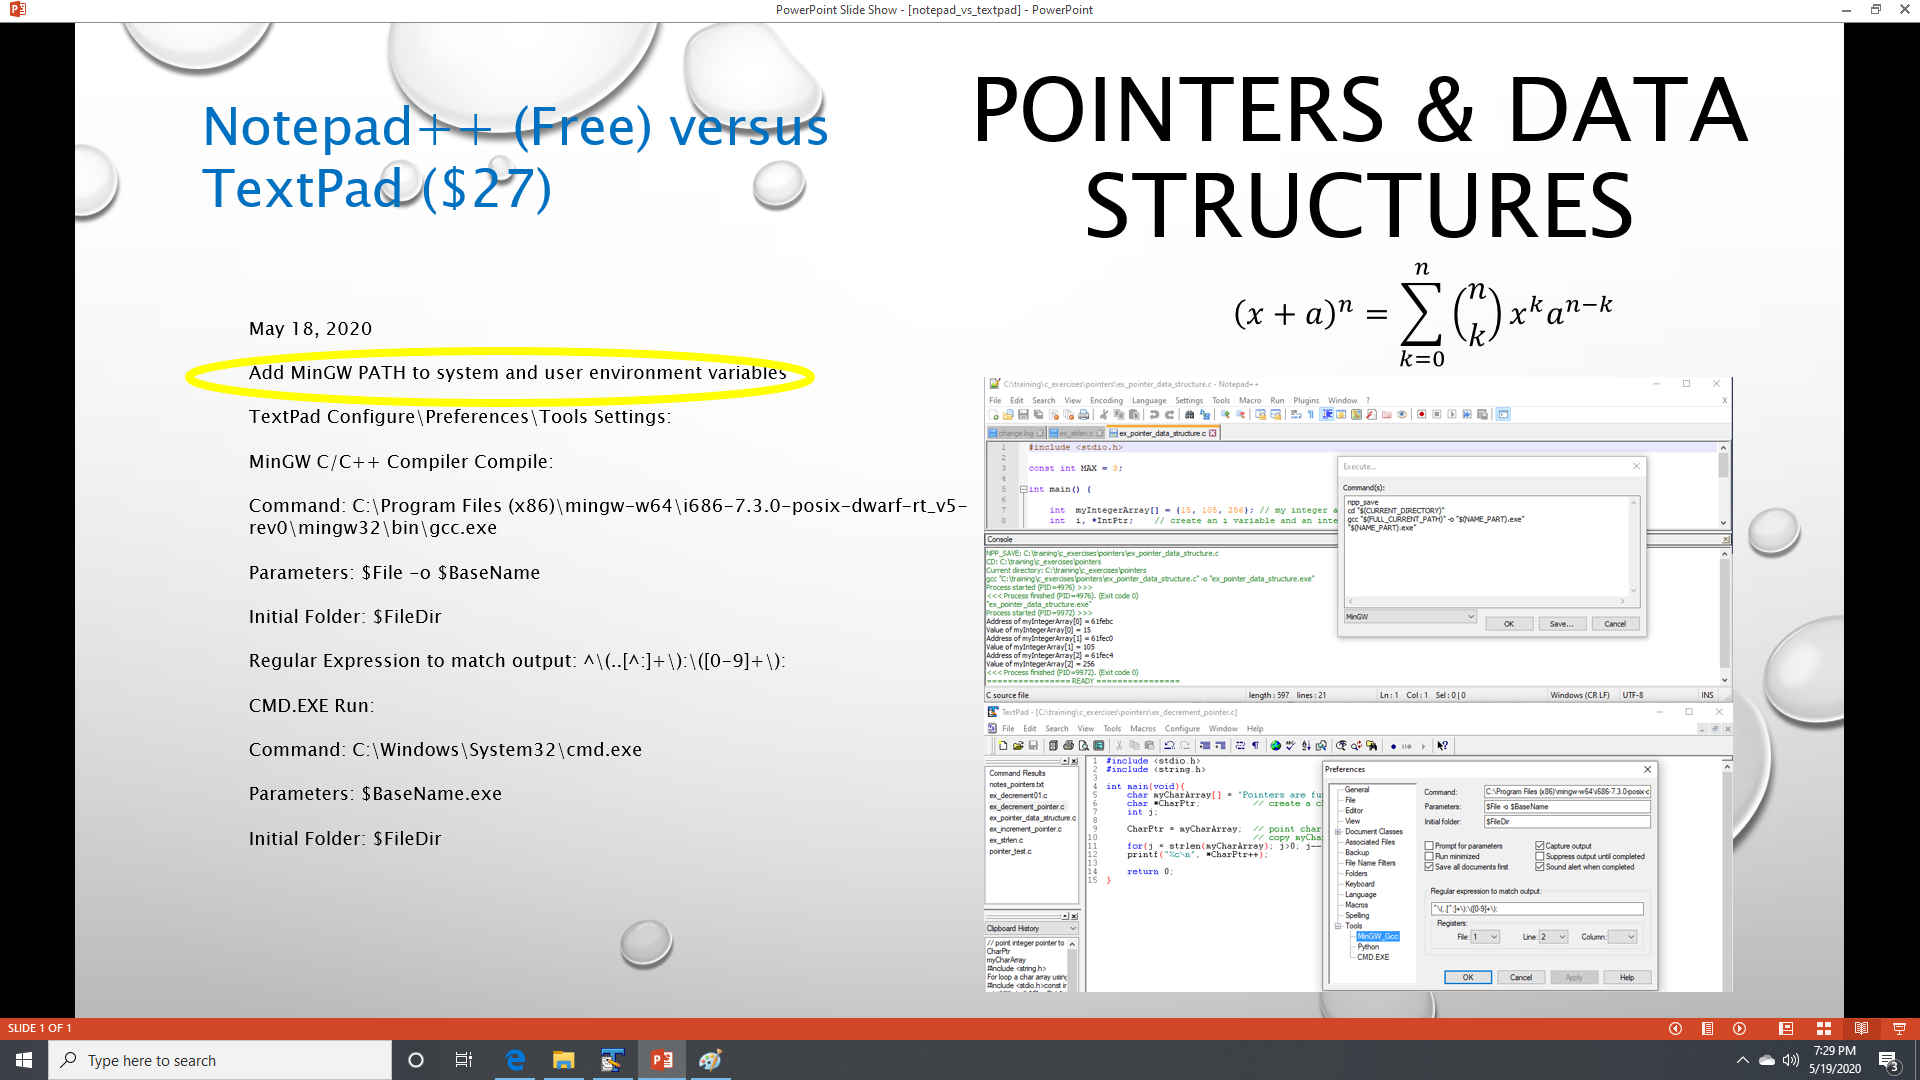 PowerPoint Slide Show - [notepad_vs_textpad] - PowerPoint
Notepad++ (Free) versus
TextPad ($27)
POINTERS & DATA
STRUCTURES
(x + a)ⁿ = ∑ₖ₌₀ⁿ (n k) xᵏaⁿ⁻ᵏ
May 18, 2020
Add MinGW PATH to system and user environment variables
TextPad Configure\Preferences\Tools Settings:
MinGW C/C++ Compiler Compile:
Command: C:\Program Files (x86)\mingw-w64\i686-7.3.0-posix-dwarf-rt_v5-
rev0\mingw32\bin\gcc.exe
Parameters: $File -o $BaseName
Initial Folder: $FileDir
Regular Expression to match output: ^\(..[^:]+\):\([0-9]+\):
CMD.EXE Run:
Command: C:\Windows\System32\cmd.exe
Parameters: $BaseName.exe
Initial Folder: $FileDir
C:\training\c_exercises\pointers\ex_pointer_data_structure.c - Notepad++
File Edit Search View Encoding Language Settings Tools Macro Run Plugins Window ? X
change.log ex_strlen.c ex_pointer_data_structure.c
1 #include <stdio.h>
2
3 const int MAX = 3;
4
5 int main() {
6
7 int myIntegerArray[] = {15, 105, 256}; // my integer a
8 int i, *IntPtr; // create an i variable and an inte
Execute...
Command(s):
npp_save
cd "$(CURRENT_DIRECTORY)"
gcc "$(FULL_CURRENT_PATH)" -o "$(NAME_PART).exe"
"$(NAME_PART).exe"
MinGW
OK Save... Cancel
Console
NPP_SAVE: C:\training\c_exercises\pointers\ex_pointer_data_structure.c
CD: C:\training\c_exercises\pointers
Current directory: C:\training\c_exercises\pointers
gcc "C:\training\c_exercises\pointers\ex_pointer_data_structure.c" -o "ex_pointer_data_structure.exe"
Process started (PID=4976) >>>
<<< Process finished (PID=4976). (Exit code 0)
"ex_pointer_data_structure.exe"
Process started (PID=9972) >>>
Address of myIntegerArray[0] = 61febc
Value of myIntegerArray[0] = 15
Address of myIntegerArray[1] = 61fec0
Value of myIntegerArray[1] = 105
Address of myIntegerArray[2] = 61fec4
Value of myIntegerArray[2] = 256
<<< Process finished (PID=9972). (Exit code 0)
================ READY ================
C source file length : 597 lines : 21 Ln : 1 Col : 1 Sel : 0 | 0 Windows (CR LF) UTF-8 INS
TextPad - [C:\training\c_exercises\pointers\ex_decrement_pointer.c]
File Edit Search View Tools Macros Configure Window Help
Command Results
notes_pointers.txt
ex_decrement01.c
ex_decrement_pointer.c
ex_pointer_data_structure.c
ex_increment_pointer.c
ex_strlen.c
pointer_test.c
Clipboard History
// point integer pointer to
CharPtr
myCharArray
#include <string.h>
For loop a char array using
#include <stdio.h>const in
1 #include <stdio.h>
2 #include <string.h>
3
4 int main(void){
5 char myCharArray[] = "Pointers are fu
6 char *CharPtr; // create a ch
7 int j;
8
9 CharPtr = myCharArray; // point char
10 // copy myCha
11 for(j = strlen(myCharArray); j>0; j--
12 printf("%c\n", *CharPtr++);
13
14 return 0;
15 }
Preferences
General
File
Editor
View
Document Classes
Associated Files
Backup
File Name Filters
Folders
Keyboard
Language
Macros
Spelling
Tools
MinGW_Gcc
Python
CMD.EXE
Command: C:\Program Files (x86)\mingw-w64\i686-7.3.0-posix-c
Parameters: $File -o $BaseName
Initial folder: $FileDir
Prompt for parameters Capture output
Run minimized Suppress output until completed
Save all documents first Sound alert when completed
Regular expression to match output:
^\(..[^:]+\):\([0-9]+\):
Registers:
File: 1 Line: 2 Column:
OK Cancel Apply Help
SLIDE 1 OF 1
Type here to search
7:29 PM
5/19/2020
3